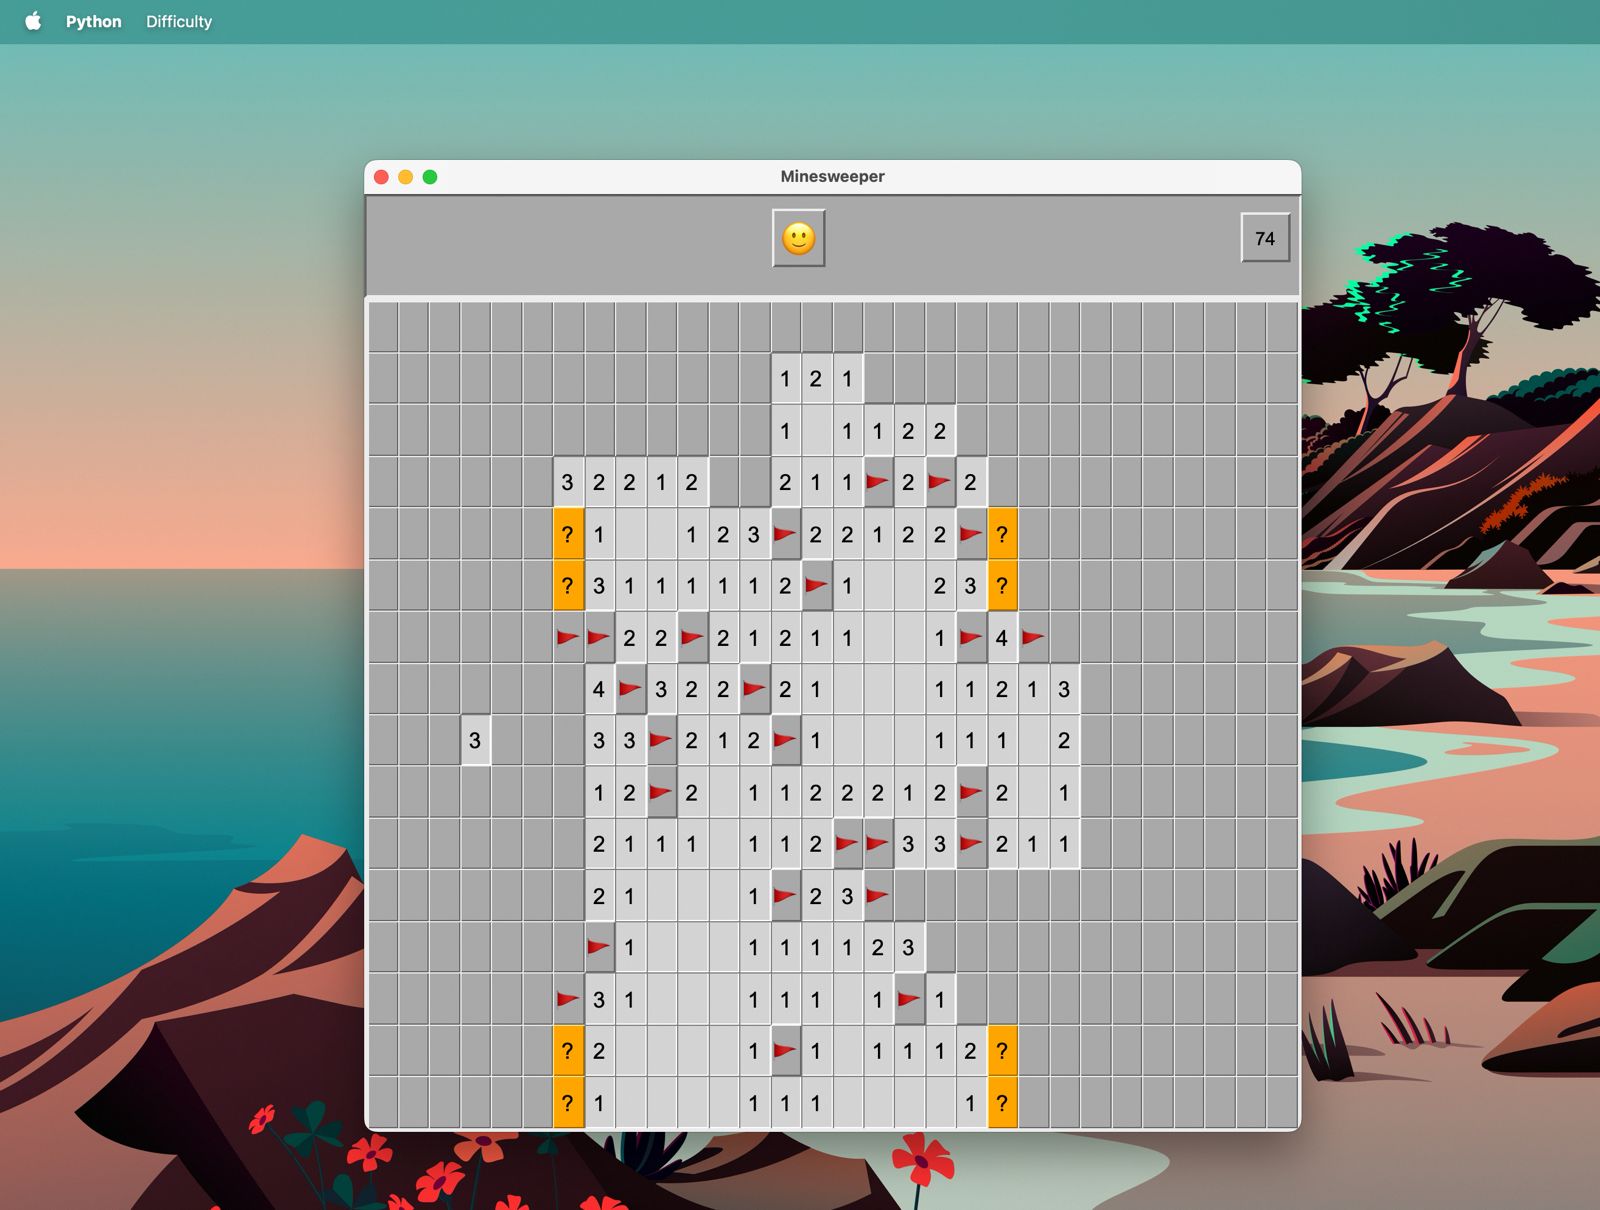 Python Difficulty
Minesweeper
74
1 2 1
1 1 1 2 2
3 2 2 1 2 2 1 1 2 2
? 1 1 2 3 2 2 1 2 2 ?
? 3 1 1 1 1 1 2 1 2 3 ?
2 2 2 1 2 1 1 1 4
4 3 2 2 2 1 1 1 2 1 3
3 3 3 2 1 2 1 1 1 1 2
1 2 2 1 1 2 2 2 1 2 2 1
2 1 1 1 1 1 2 3 3 2 1 1
2 1 1 2 3
1 1 1 1 1 2 3
3 1 1 1 1 1 1
? 2 1 1 1 1 1 2 ?
? 1 1 1 1 1 ?